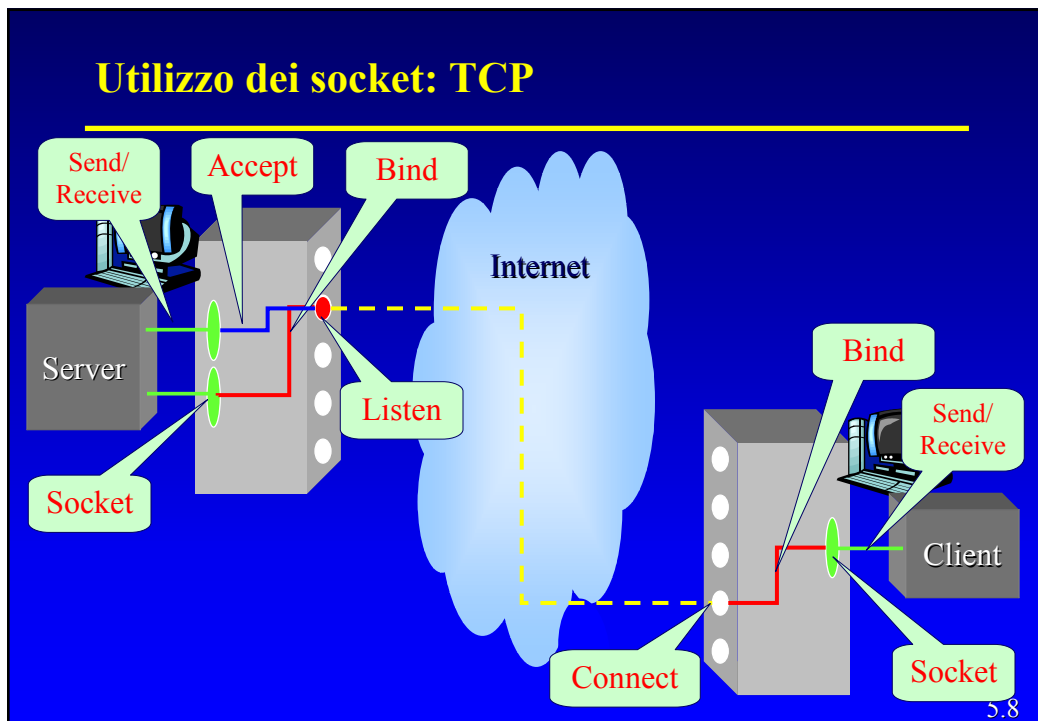 Utilizzo dei socket: TCP
Send/
Receive
Accept
Bind
Internet
Server
Listen
Socket
Bind
Send/
Receive
Client
Connect
Socket
5.8